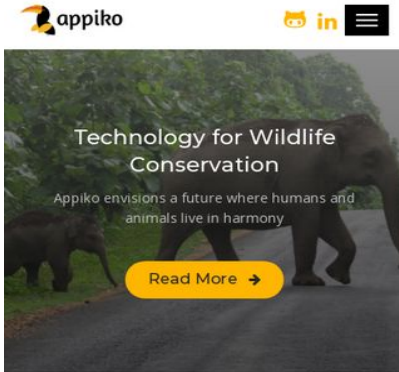 appiko
in
Technology for Wildlife
Conservation
Appiko envisions a future where humans and
animals live in harmony
Read More